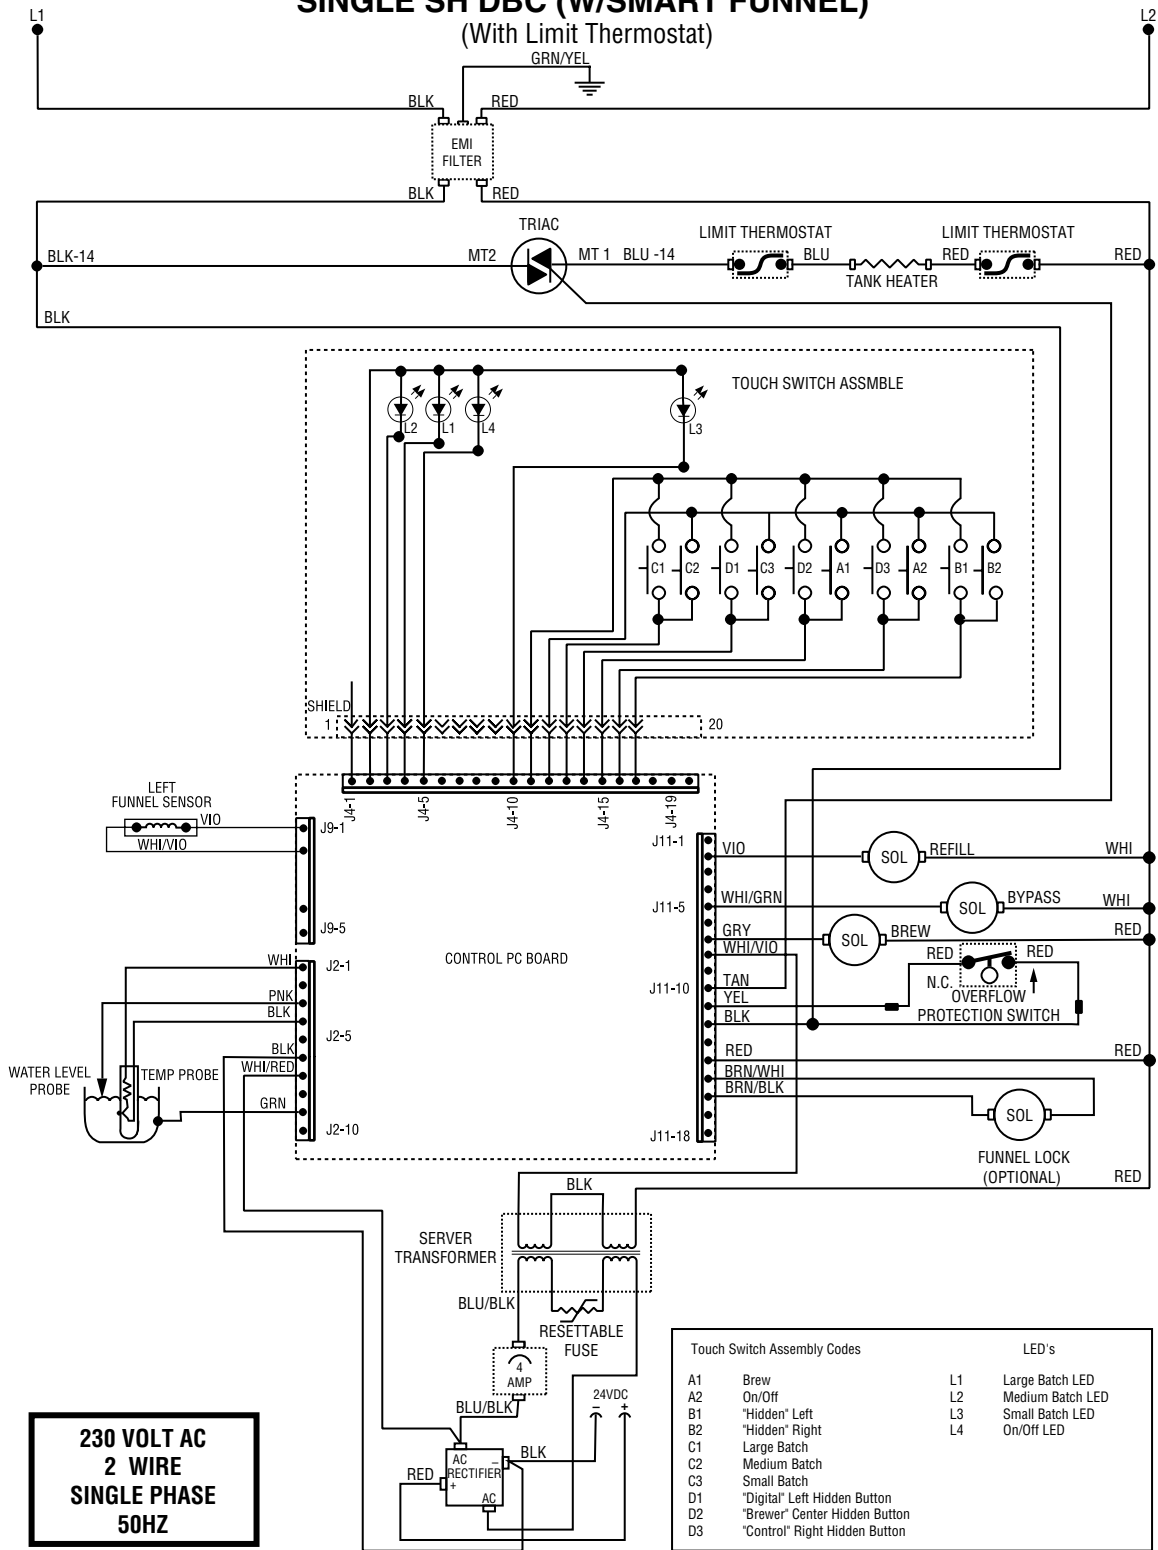 SINGLE SH DBC (W/SMART FUNNEL)
L1
L2
(With Limit Thermostat)
GRN/YEL
BLK
RED
EMI
FILTER
BLK
RED
TRIAC
LIMIT THERMOSTAT
LIMIT THERMOSTAT
BLK-14
MT2
MT 1
BLU -14
BLU
RED
RED
TANK HEATER
BLK
TOUCH SWITCH ASSMBLE
L2
L1
L4
L3
C1
C2
D1
C3
D2
A1
D3
A2
B1
B2
SHIELD
1
20
LEFT
FUNNEL SENSOR
VIO
WHI/VIO
J4-1
J4-5
J4-10
J4-15
J4-19
J9-1
J9-5
J11-1
VIO
SOL
REFILL
WHI
J11-5
WHI/GRN
SOL
BYPASS
WHI
GRY
SOL
BREW
RED
WHI/VIO
CONTROL PC BOARD
RED
RED
N.C.
OVERFLOW
PROTECTION SWITCH
J11-10
TAN
YEL
BLK
WHI
J2-1
PNK
BLK
J2-5
BLK
WHI/RED
WATER LEVEL
PROBE
TEMP PROBE
GRN
J2-10
RED
RED
BRN/WHI
BRN/BLK
SOL
J11-18
FUNNEL LOCK
(OPTIONAL)
RED
BLK
SERVER
TRANSFORMER
BLU/BLK
RESETTABLE
FUSE
4
AMP
BLU/BLK
24VDC
–
+
BLK
RED
AC
–
RECTIFIER
+
AC
230 VOLT AC
2 WIRE
SINGLE PHASE
50HZ
Touch Switch Assembly Codes
LED's
A1 Brew
L1 Large Batch LED
A2 On/Off
L2 Medium Batch LED
B1 "Hidden" Left
L3 Small Batch LED
B2 "Hidden" Right
L4 On/Off LED
C1 Large Batch
C2 Medium Batch
C3 Small Batch
D1 "Digital" Left Hidden Button
D2 "Brewer" Center Hidden Button
D3 "Control" Right Hidden Button